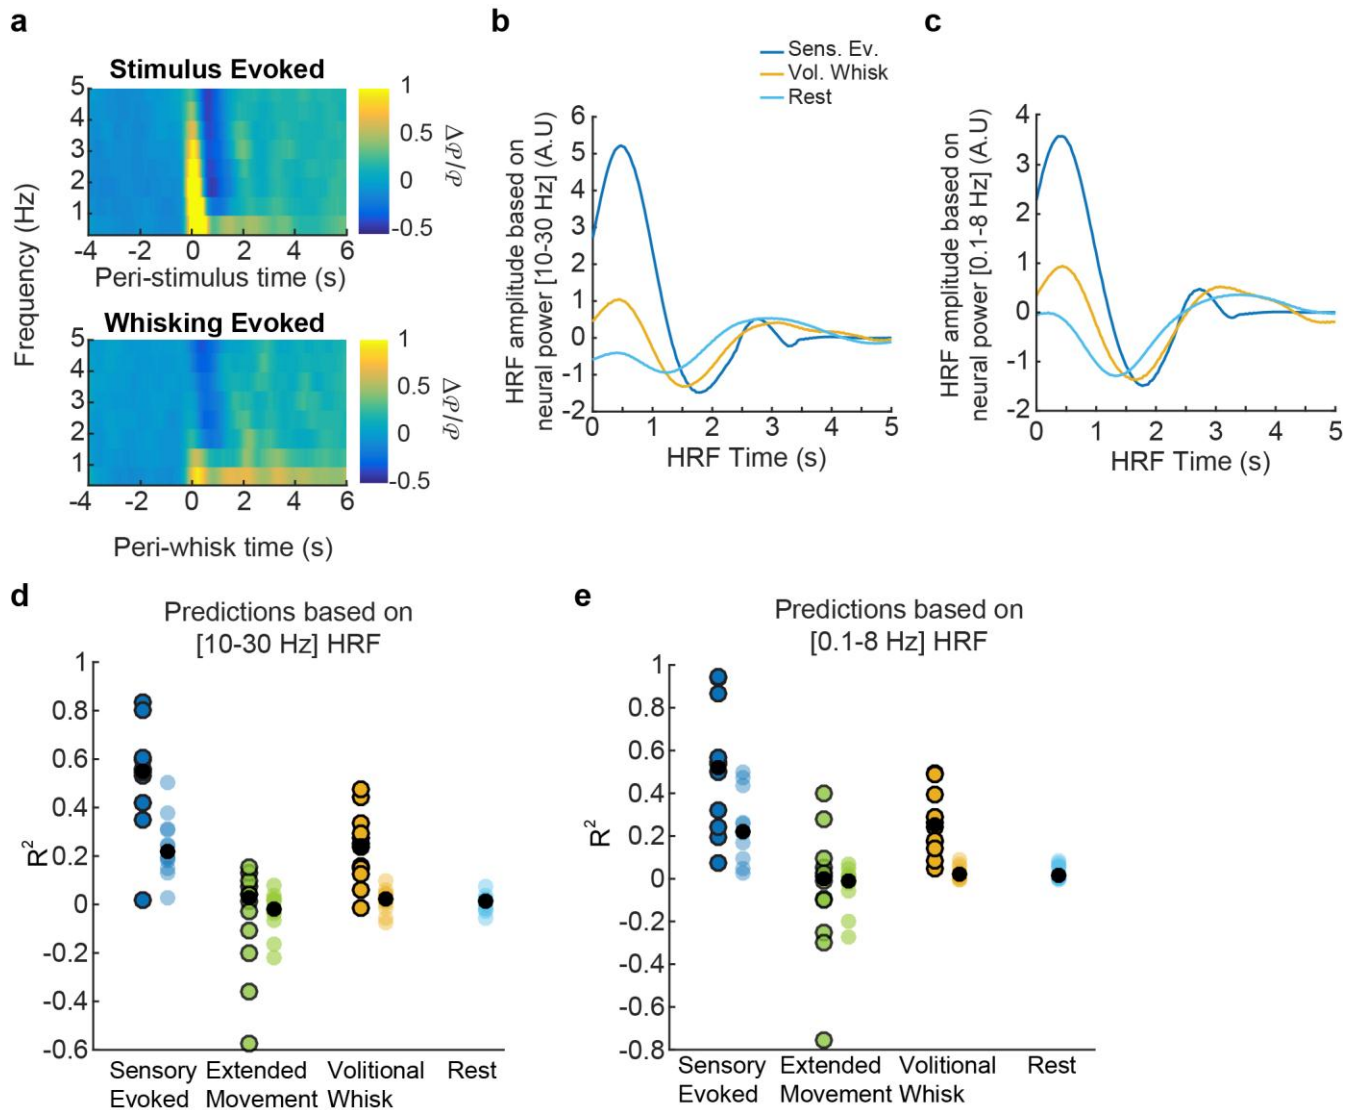 a
Stimulus Evoked
Frequency (Hz)
5
4
3
2
1
-4 -2 0 2 4 6
Peri-stimulus time (s)
1
0.5
0
-0.5
ΔP/P
Whisking Evoked
5
4
3
2
1
-4 -2 0 2 4 6
Peri-whisk time (s)
1
0.5
0
-0.5
ΔP/P
b
Sens. Ev.
Vol. Whisk
Rest
HRF amplitude based on
neural power [10-30 Hz] (A.U)
6
5
4
3
2
1
0
-1
-2
0 1 2 3 4 5
HRF Time (s)
c
HRF amplitude based on
neural power [0.1-8 Hz] (A.U)
4
3
2
1
0
-1
-2
0 1 2 3 4 5
HRF Time (s)
d
Predictions based on
[10-30 Hz] HRF
R²
1
0.8
0.6
0.4
0.2
0
-0.2
-0.4
-0.6
Sensory Extended Volitional Rest
Evoked Movement Whisk
e
Predictions based on
[0.1-8 Hz] HRF
R²
1
0.8
0.6
0.4
0.2
0
-0.2
-0.4
-0.6
-0.8
Sensory Extended Volitional Rest
Evoked Movement Whisk